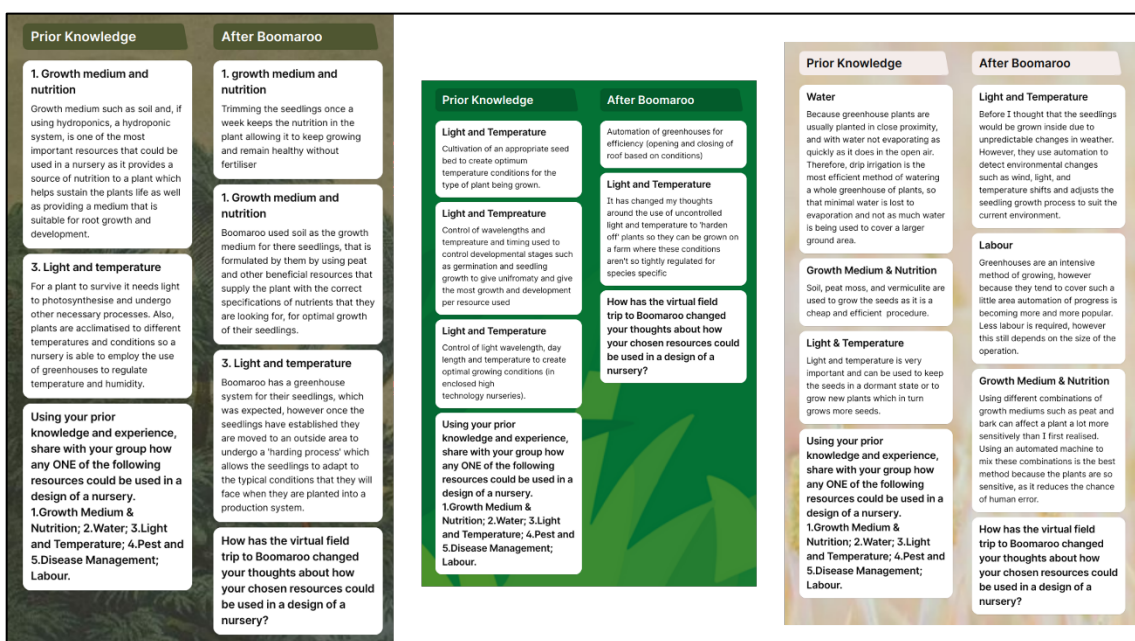 Prior Knowledge
1. Growth medium and
nutrition
Growth medium such as soil and, if
using hydroponics, a hydroponic
system, is one of the most
important resources that could be
used in a nursery as it provides a
source of nutrition to a plant which
helps sustain the plants life as well
as providing a medium that is
suitable for root growth and
development.
3. Light and temperature
For a plant to survive it needs light
to photosynthesise and undergo
other necessary processes. Also,
plants are acclimatised to different
temperatures and conditions so a
nursery is able to employ the use
of greenhouses to regulate
temperature and humidity.
Using your prior
knowledge and experience,
share with your group how
any ONE of the following
resources could be used in a
design of a nursery.
1.Growth Medium &
Nutrition; 2.Water; 3.Light
and Temperature; 4.Pest and
5.Disease Management;
Labour.
After Boomaroo
1. growth medium and
nutrition
Trimming the seedlings once a
week keeps the nutrition in the
plant allowing it to keep growing
and remain healthy without
fertiliser
1. Growth medium and
nutrition
Boomaroo used soil as the growth
medium for there seedlings, that is
formulated by them by using peat
and other beneficial resources that
supply the plant with the correct
specifications of nutrients that they
are looking for, for optimal growth
of their seedlings.
3. Light and temperature
Boomaroo has a greenhouse
system for their seedlings, which
was expected, however once the
seedlings have established they
are moved to an outside area to
undergo a 'harding process' which
allows the seedlings to adapt to
the typical conditions that they will
face when they are planted into a
production system.
How has the virtual field
trip to Boomaroo changed
your thoughts about how
your chosen resources could
be used in a design of a
nursery?
Prior Knowledge
Light and Temperature
Cultivation of an appropriate seed
bed to create optimum
temperature conditions for the
type of plant being grown.
Light and Tempreature
Control of wavelengths and
tempreature and timing used to
control developmental stages such
as germination and seedling
growth to give unifromaty and give
the most growth and development
per resource used
Light and Temperature
Control of light wavelength, day
length and temperature to create
optimal growing conditions (in
enclosed high
technology nurseries).
Using your prior
knowledge and experience,
share with your group how
any ONE of the following
resources could be used in a
design of a nursery.
1.Growth Medium &
Nutrition; 2.Water; 3.Light
and Temperature; 4.Pest and
5.Disease Management;
Labour.
After Boomaroo
Automation of greenhouses for
efficiency (opening and closing of
roof based on conditions)
Light and Temperature
It has changed my thoughts
around the use of uncontrolled
light and temperature to 'harden
off' plants so they can be grown on
a farm where these conditions
aren't so tightly regulated for
species specific
How has the virtual field
trip to Boomaroo changed
your thoughts about how
your chosen resources could
be used in a design of a
nursery?
Prior Knowledge
Water
Because greenhouse plants are
usually planted in close proximity,
and with water not evaporating as
quickly as it does in the open air.
Therefore, drip irrigation is the
most efficient method of watering
a whole greenhouse of plants, so
that minimal water is lost to
evaporation and not as much water
is being used to cover a larger
ground area.
Growth Medium & Nutrition
Soil, peat moss, and vermiculite are
used to grow the seeds as it is a
cheap and efficient procedure.
Light & Temperature
Light and temperature is very
important and can be used to keep
the seeds in a dormant state or to
grow new plants which in turn
grows more seeds.
Using your prior
knowledge and experience,
share with your group how
any ONE of the following
resources could be used in a
design of a nursery.
1.Growth Medium &
Nutrition; 2.Water; 3.Light
and Temperature; 4.Pest and
5.Disease Management;
Labour.
After Boomaroo
Light and Temperature
Before I thought that the seedlings
would be grown inside due to
unpredictable changes in weather.
However, they use automation to
detect environmental changes
such as wind, light, and
temperature shifts and adjusts the
seedling growth process to suit the
current environment.
Labour
Greenhouses are an intensive
method of growing, however
because they tend to cover such a
little area automation of progress is
becoming more and more popular.
Less labour is required, however
this still depends on the size of the
operation.
Growth Medium & Nutrition
Using different combinations of
growth mediums such as peat and
bark can affect a plant a lot more
sensitively than I first realised.
Using an automated machine to
mix these combinations is the best
method because the plants are so
sensitive, as it reduces the chance
of human error.
How has the virtual field
trip to Boomaroo changed
your thoughts about how
your chosen resources could
be used in a design of a
nursery?